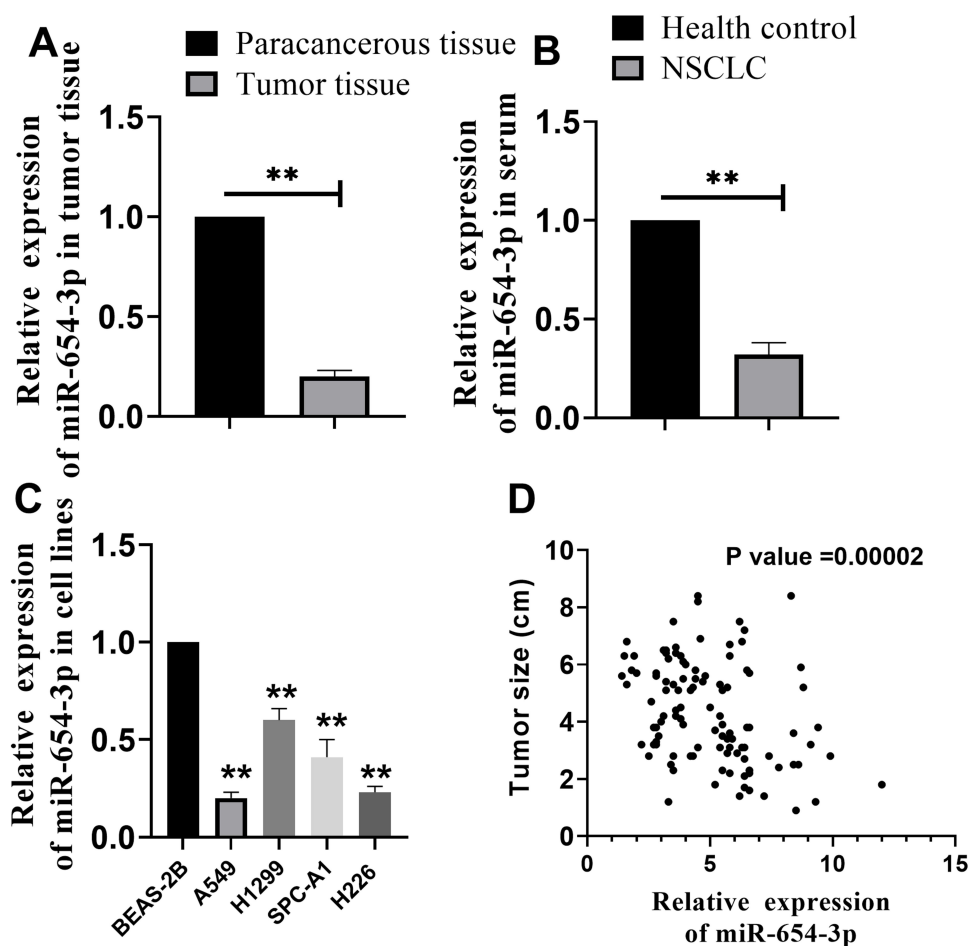 A
Paracancerous tissue
Tumor tissue
Relative expression
of miR-654-3p in tumor tissue
1.5
1.0
0.5
0.0
**
B
Health control
NSCLC
Relative expression
of miR-654-3p in serum
1.5
1.0
0.5
0.0
**
C
Relative expression
of miR-654-3p in cell lines
1.5
1.0
0.5
0.0
**
**
**
**
BEAS-2B
A549
H1299
SPC-A1
H226
D
P value =0.00002
Tumor size (cm)
10
8
6
4
2
0
0
5
10
15
Relative expression
of miR-654-3p